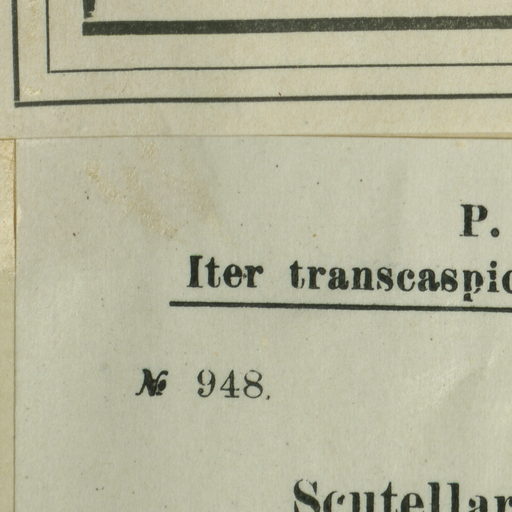 P.
Iter transcaspic
№ 948.
Scutellar